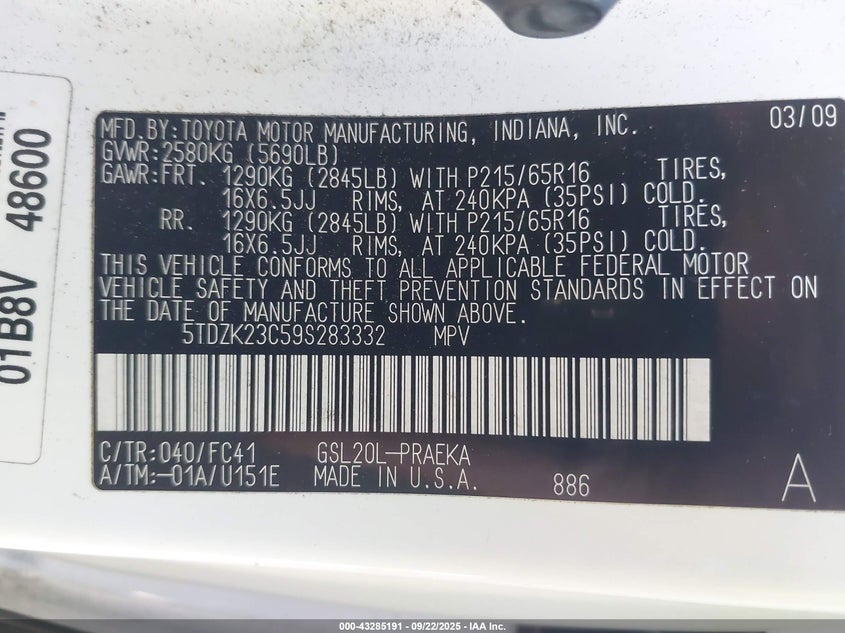 MFD.BY:TOYOTA MOTOR MANUFACTURING, INDIANA, INC. 03/09
GVWR:2580KG (5690LB)
GAWR:FRT. 1290KG (2845LB) WITH P215/65R16 TIRES,
16X6.5JJ RIMS, AT 240KPA (35PSI) COLD.
RR. 1290KG (2845LB) WITH P215/65R16 TIRES,
16X6.5JJ RIMS, AT 240KPA (35PSI) COLD.
THIS VEHICLE CONFORMS TO ALL APPLICABLE FEDERAL MOTOR
VEHICLE SAFETY AND THEFT PREVENTION STANDARDS IN EFFECT ON
THE DATE OF MANUFACTURE SHOWN ABOVE.
5TDZK23C59S283332 MPV
C/TR:040/FC41 GSL20L-PRAEKA
A/TM:-01A/U151E MADE IN U.S.A. 886 A
01B8V 48600
000-43285191 - 09/22/2025 - IAA Inc.